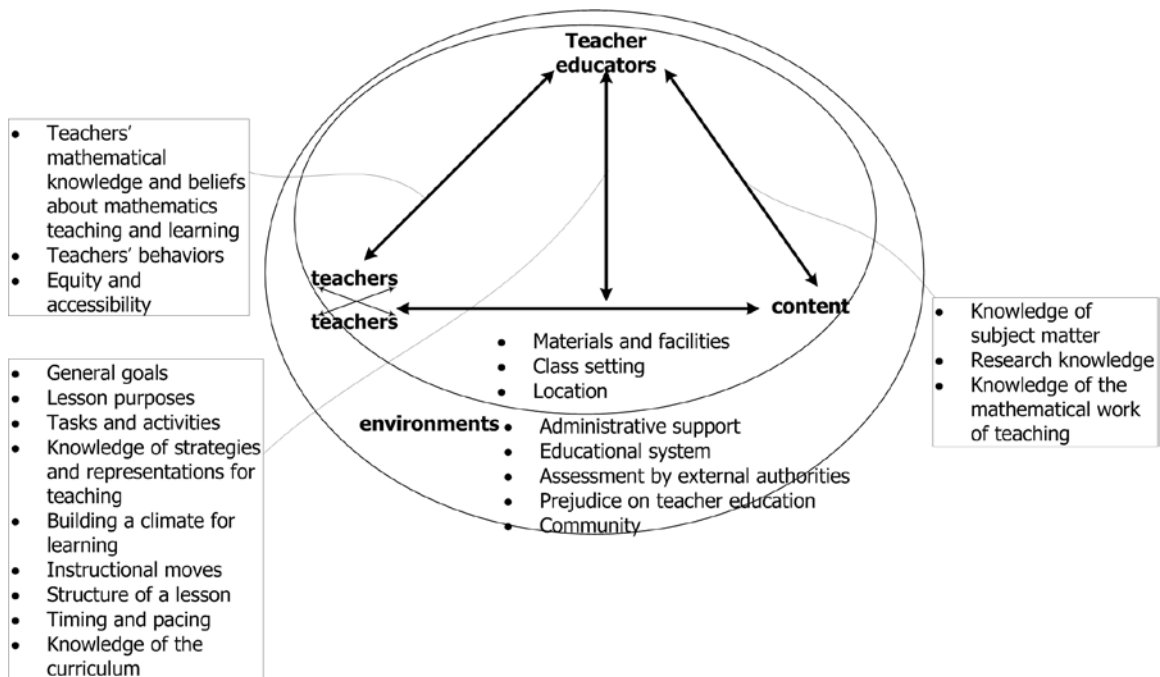 Teacher
educators
• Teachers’
mathematical
knowledge and beliefs
about mathematics
teaching and learning
• Teachers’ behaviors
• Equity and
accessibility
teachers
teachers
content
• Materials and facilities
• Class setting
• Location
• Knowledge of
subject matter
• Research knowledge
• Knowledge of the
mathematical work
of teaching
• General goals
• Lesson purposes
• Tasks and activities
• Knowledge of strategies
and representations for
teaching
• Building a climate for
learning
• Instructional moves
• Structure of a lesson
• Timing and pacing
• Knowledge of the
curriculum
environments
• Administrative support
• Educational system
• Assessment by external authorities
• Prejudice on teacher education
• Community